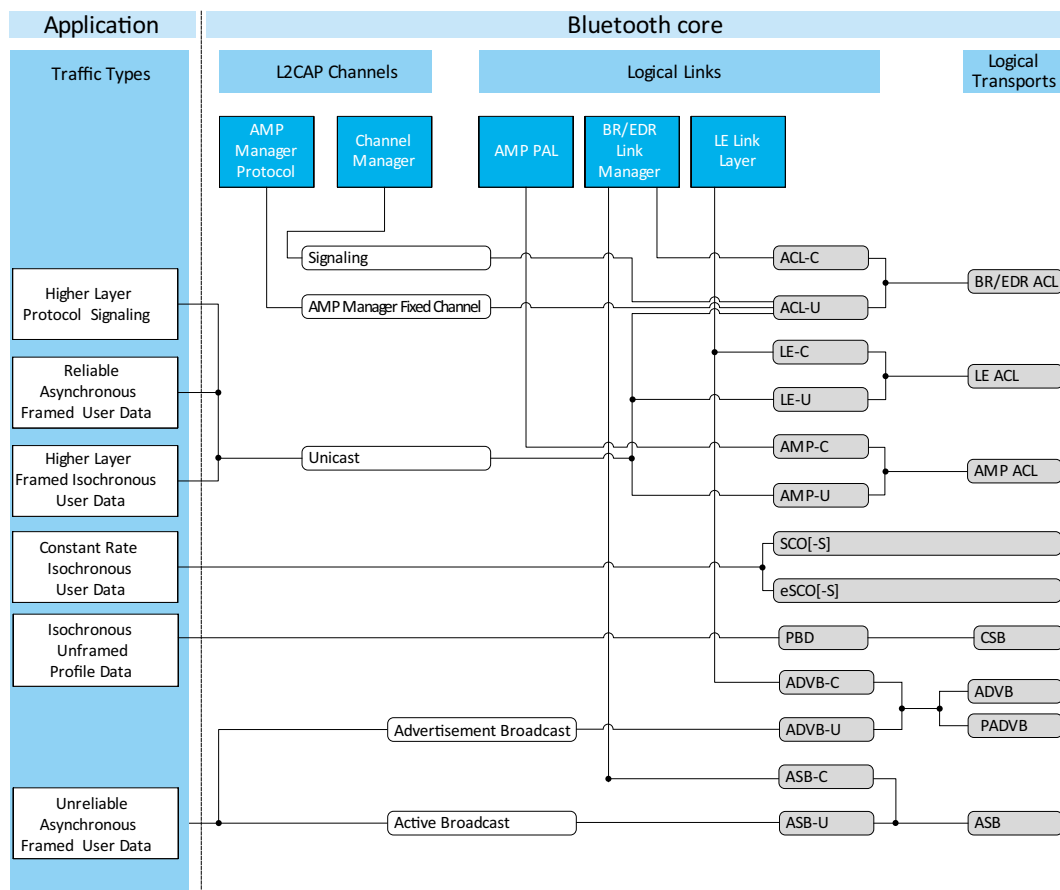 Application
Bluetooth core
Traffic Types
L2CAP Channels
Logical Links
Logical
Transports
AMP
Manager
Protocol
Channel
Manager
AMP PAL
BR/EDR
Link
Manager
LE Link
Layer
Signaling
ACL-C
BR/EDR ACL
Higher Layer
Protocol Signaling
AMP Manager Fixed Channel
ACL-U
LE-C
LE ACL
Reliable
Asynchronous
Framed User Data
LE-U
Higher Layer
Framed Isochronous
User Data
Unicast
AMP-C
AMP ACL
AMP-U
Constant Rate
Isochronous
User Data
SCO[-S]
eSCO[-S]
Isochronous
Unframed
Profile Data
PBD
CSB
ADVB-C
ADVB
Advertisement Broadcast
ADVB-U
PADVB
ASB-C
Unreliable
Asynchronous
Framed User Data
Active Broadcast
ASB-U
ASB